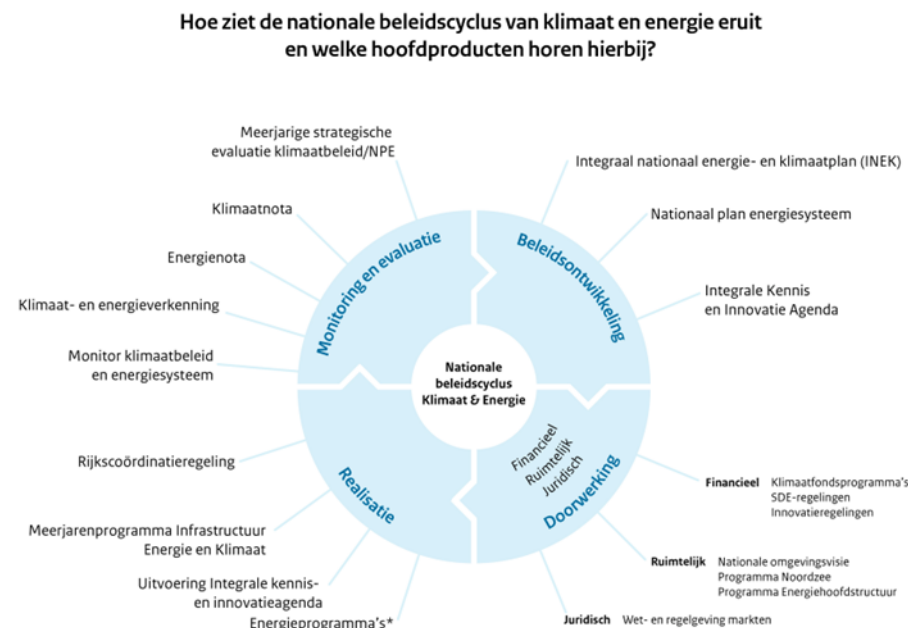 Hoe ziet de nationale beleidscyclus van klimaat en energie eruit
en welke hoofdproducten horen hierbij?
Meerjarige strategische
evaluatie klimaatbeleid/NPE
Klimaatnota
Energienota
Klimaat- en energieverkenning
Monitor klimaatbeleid
en energiesysteem
Monitoring en evaluatie
Integraal nationaal energie- en klimaatplan (INEK)
Nationaal plan energiesysteem
Integrale Kennis
en Innovatie Agenda
Beleidsontwikkeling
Nationale
beleidscyclus
Klimaat & Energie
Rijkscoördinatieregeling
Meerjarenprogramma Infrastructuur
Energie en Klimaat
Uitvoering Integrale kennis-
en innovatieagenda
Energieprogramma's*
Realisatie
Financieel
Ruimtelijk
Juridisch
Doorwerking
Financieel Klimaatfondsprogramma's
SDE-regelingen
Innovatieregelingen
Ruimtelijk Nationale omgevingsvisie
Programma Noordzee
Programma Energiehoofdstructuur
Juridisch Wet- en regelgeving markten